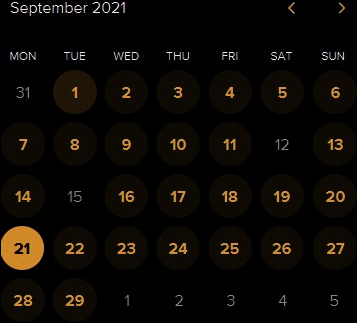 September 2021
MON TUE WED THU FRI SAT SUN
31 1 2 3 4 5 6
7 8 9 10 11 12 13
14 15 16 17 18 19 20
21 22 23 24 25 26 27
28 29 1 2 3 4 5